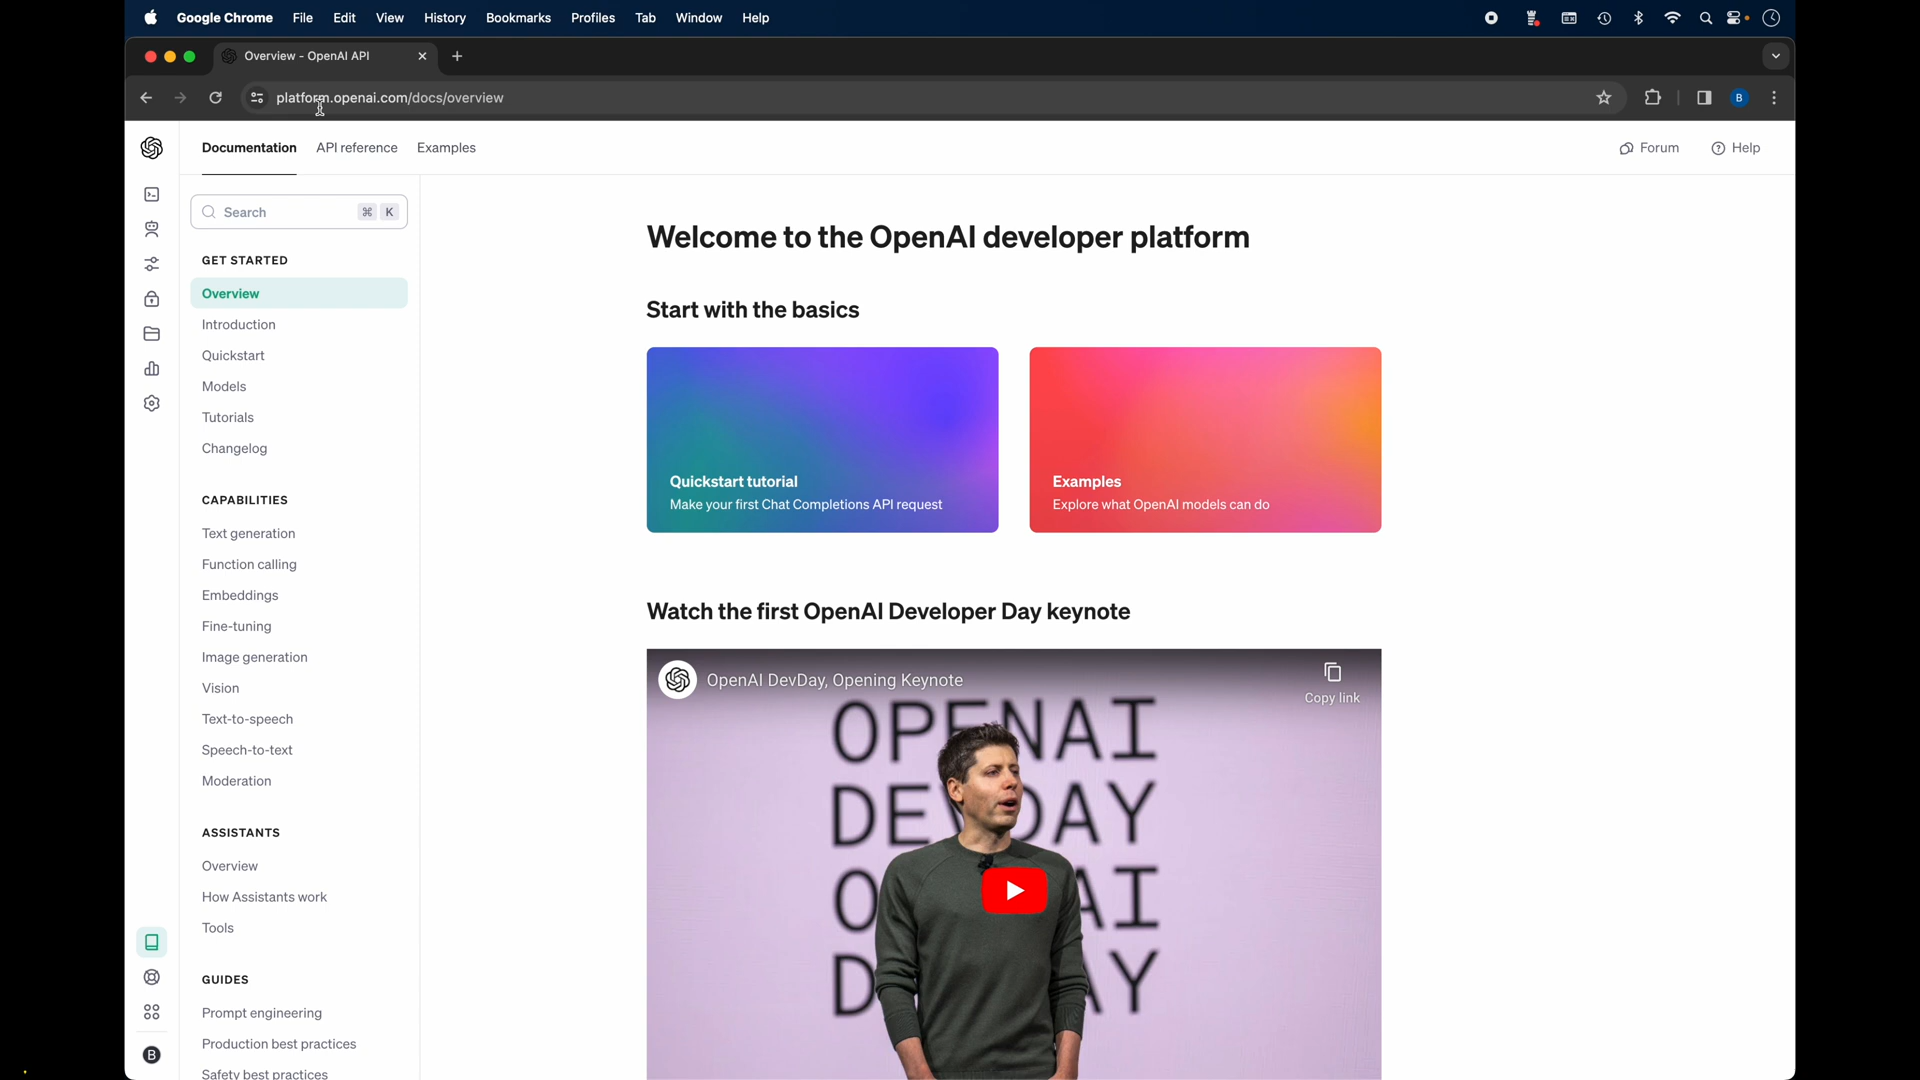 Google Chrome File Edit View History Bookmarks Profiles Tab Window Help
Overview - OpenAI API
platform.openai.com/docs/overview
B
Documentation API reference Examples
Forum Help
Search ⌘ K
GET STARTED
Overview
Introduction
Quickstart
Models
Tutorials
Changelog
CAPABILITIES
Text generation
Function calling
Embeddings
Fine-tuning
Image generation
Vision
Text-to-speech
Speech-to-text
Moderation
ASSISTANTS
Overview
How Assistants work
Tools
GUIDES
Prompt engineering
Production best practices
Safety best practices
B
Welcome to the OpenAI developer platform
Start with the basics
Quickstart tutorial
Make your first Chat Completions API request
Examples
Explore what OpenAI models can do
Watch the first OpenAI Developer Day keynote
OpenAI DevDay, Opening Keynote
Copy link
OPENAI
DEVDAY